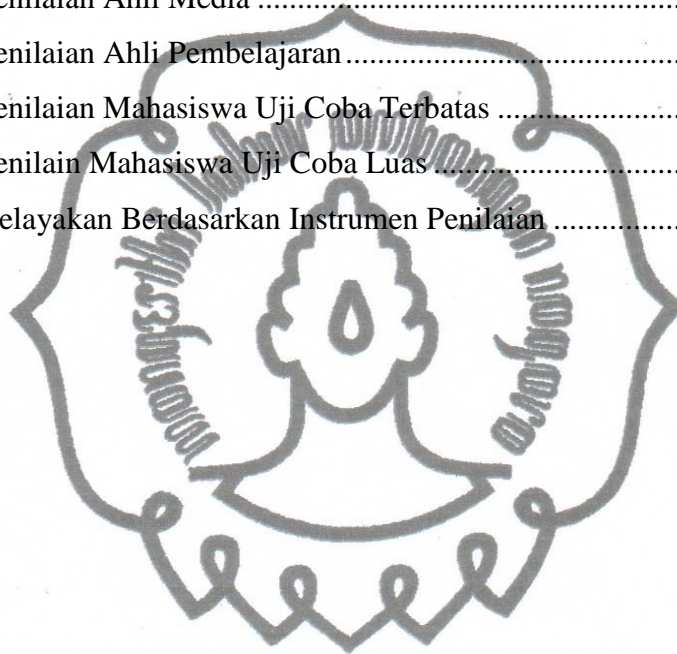 enilaian Ahli Media ..........................................................
enilaian Ahli Pembelajaran ...............................................
enilaian Mahasiswa Uji Coba Terbatas ...........................
enilain Mahasiswa Uji Coba Luas ...................................
elayakan Berdasarkan Instrumen Penilaian ....................